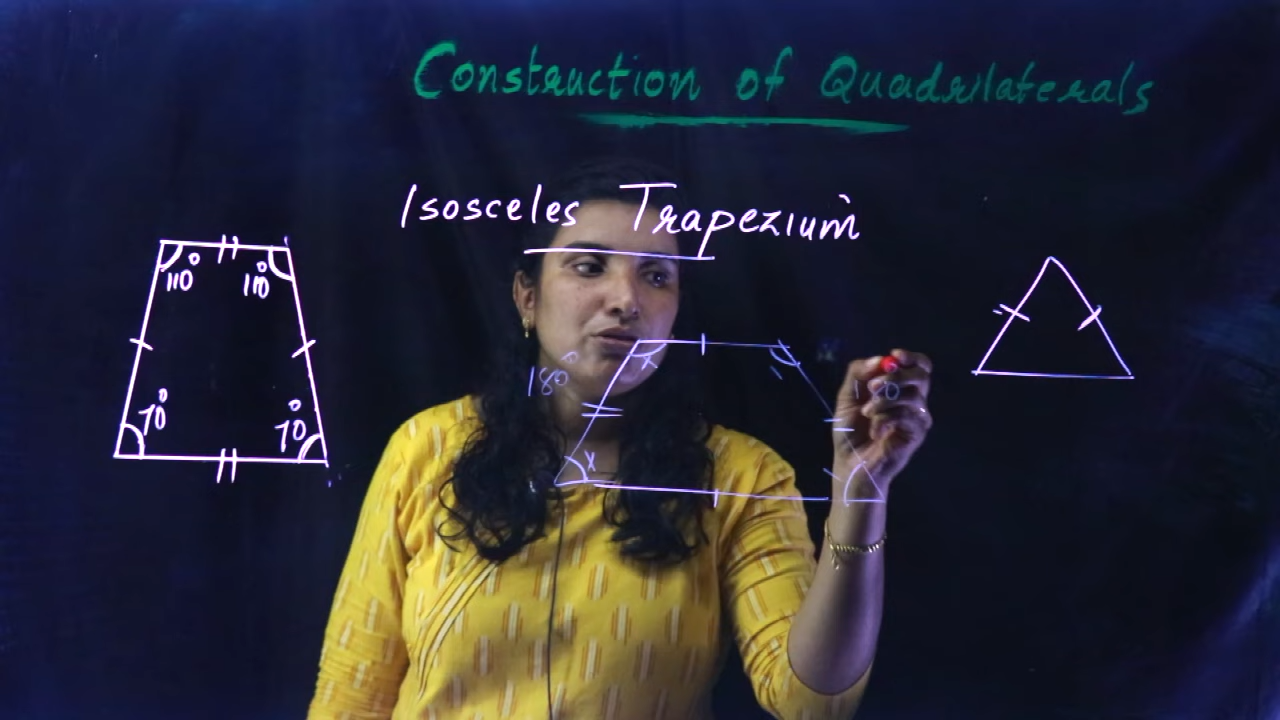 Construction of Quadrilaterals
Isosceles Trapezium
110° 110°
180°
x
x
70° 70°